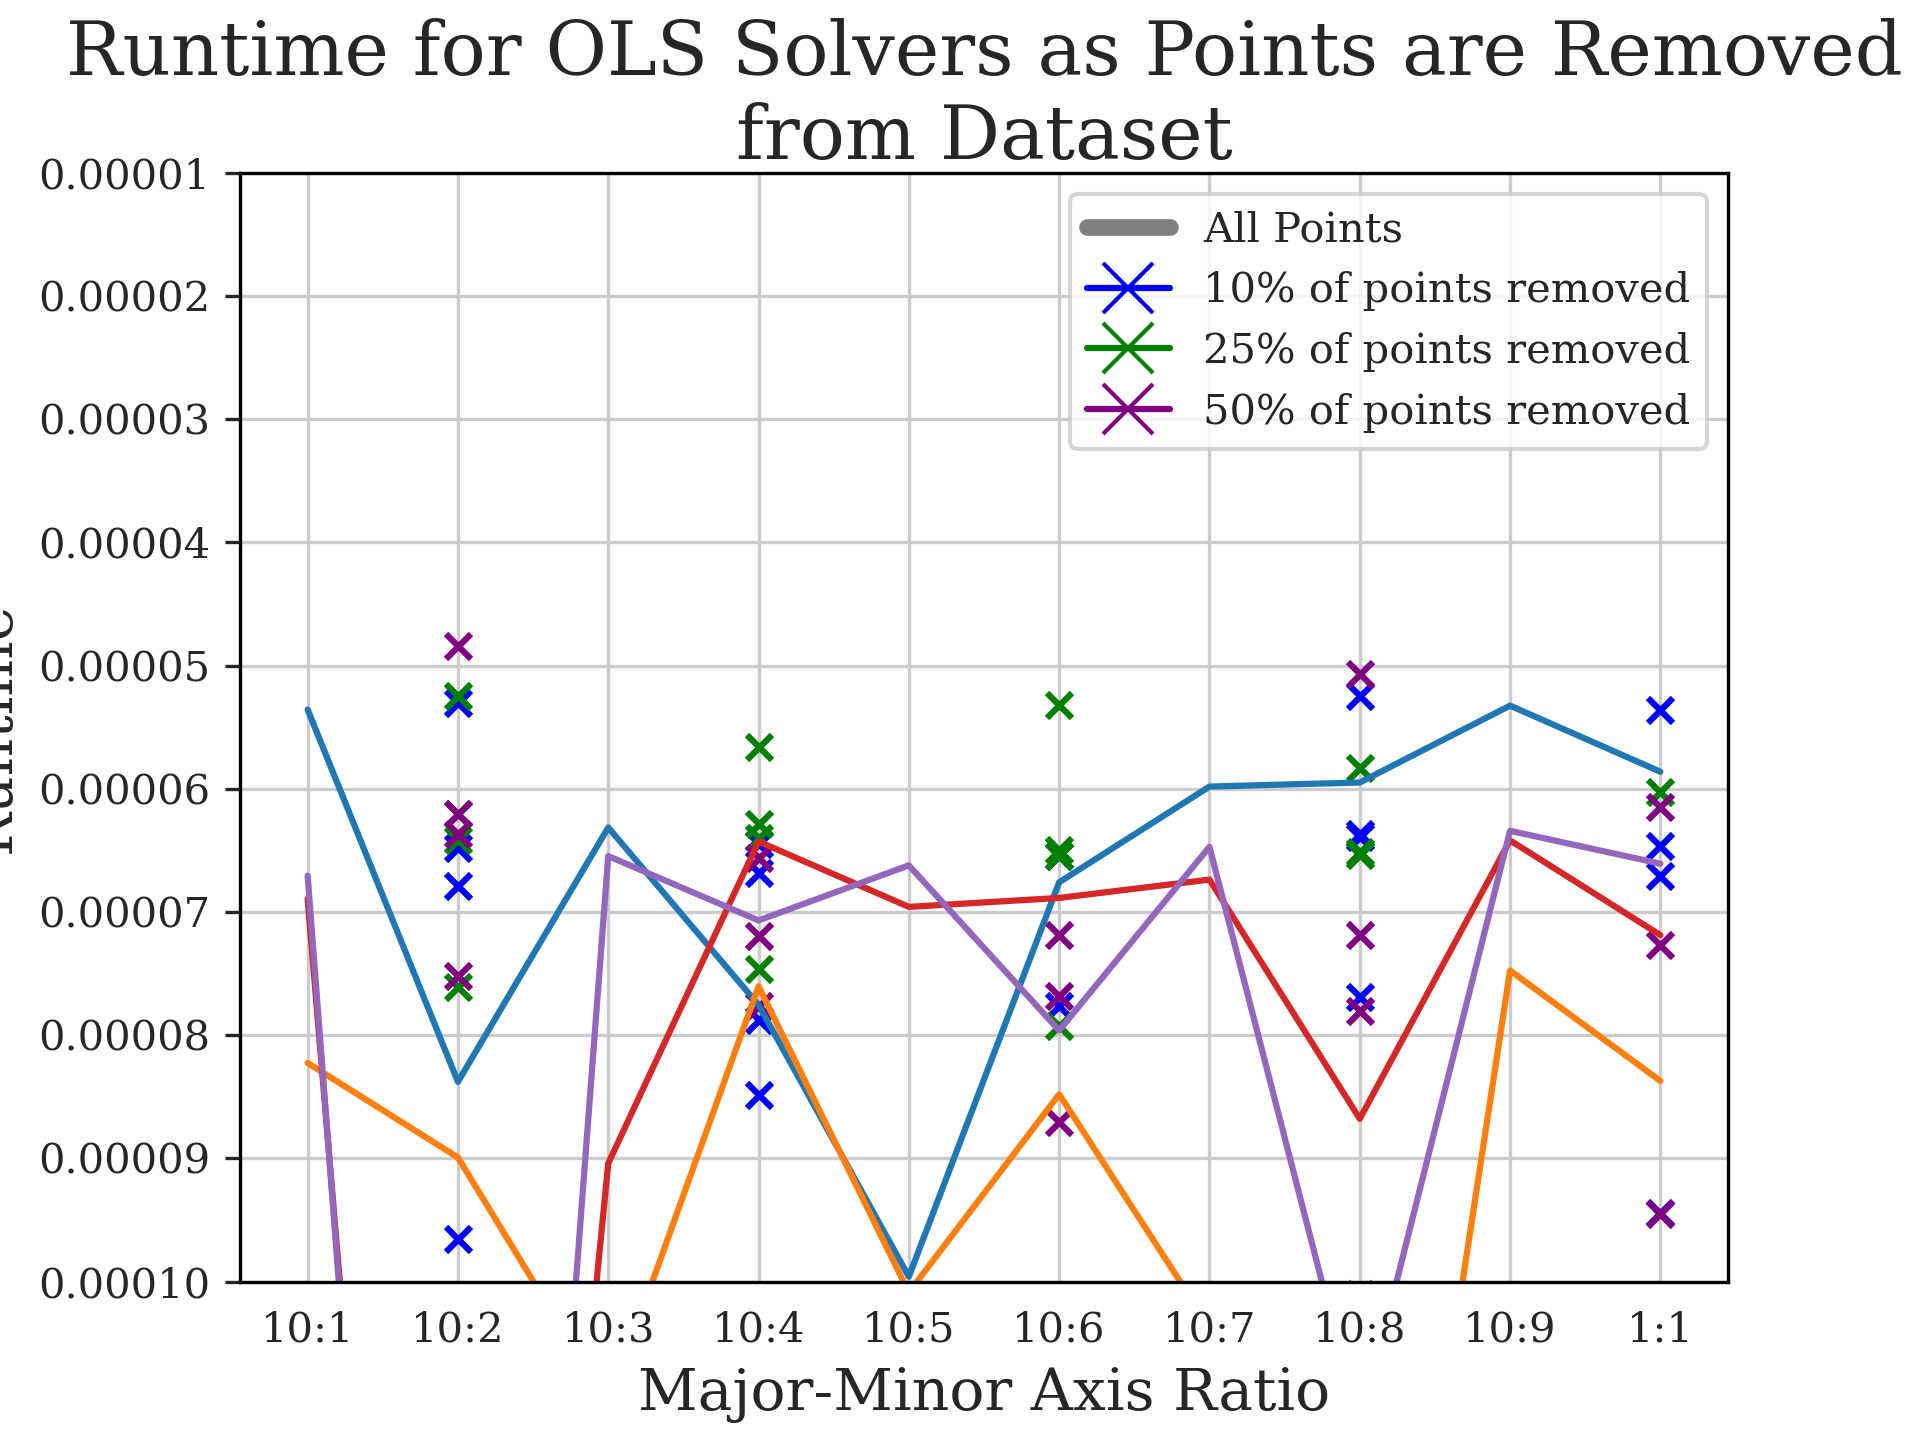 Runtime for OLS Solvers as Points are Removed
from Dataset
0.00001
0.00002
0.00003
0.00004
0.00005
0.00006
0.00007
0.00008
0.00009
0.00010
All Points
10% of points removed
25% of points removed
50% of points removed
10:1
10:2
10:3
10:4
10:5
10:6
10:7
10:8
10:9
1:1
Major-Minor Axis Ratio
Runtime